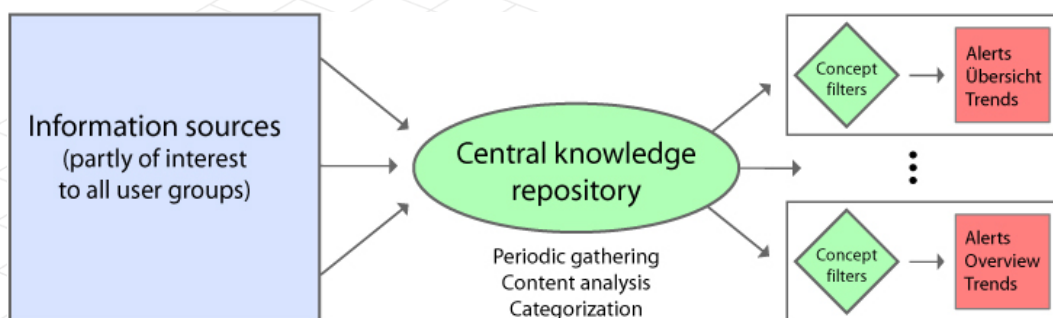 Information sources
(partly of interest
to all user groups)
Central knowledge
repository
Periodic gathering
Content analysis
Categorization
Concept
filters
Alerts
Übersicht
Trends
Concept
filters
Alerts
Overview
Trends